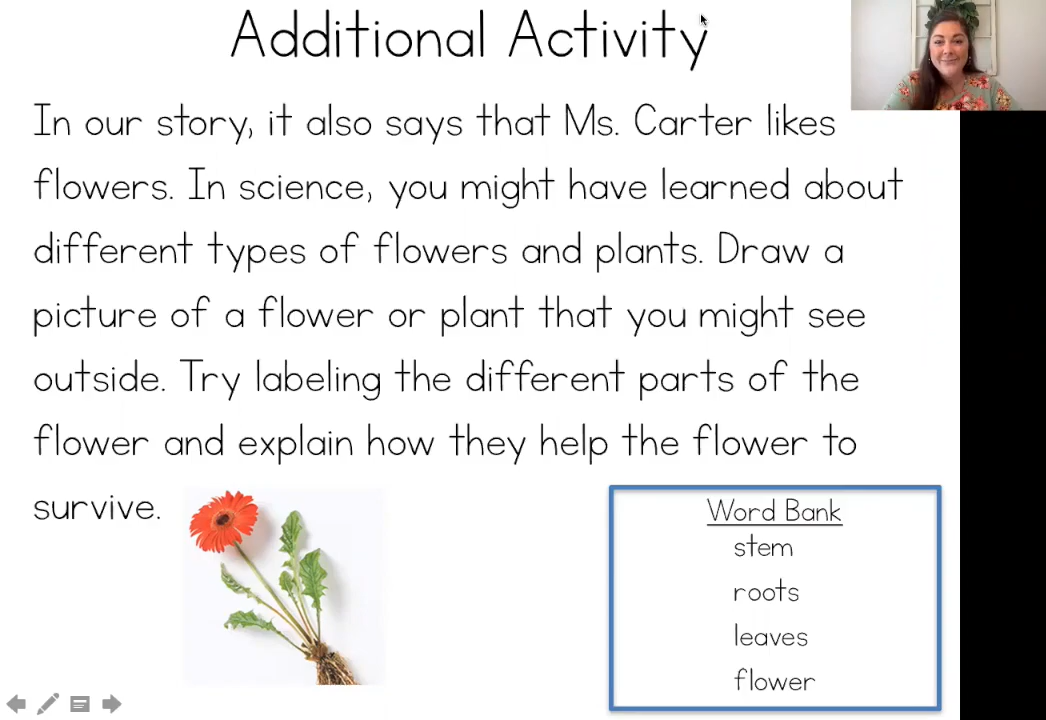 Additional Activity
In our story, it also says that Ms. Carter likes
flowers. In science, you might have learned about
different types of flowers and plants. Draw a
picture of a flower or plant that you might see
outside. Try labeling the different parts of the
flower and explain how they help the flower to
survive.
Word Bank
stem
roots
leaves
flower